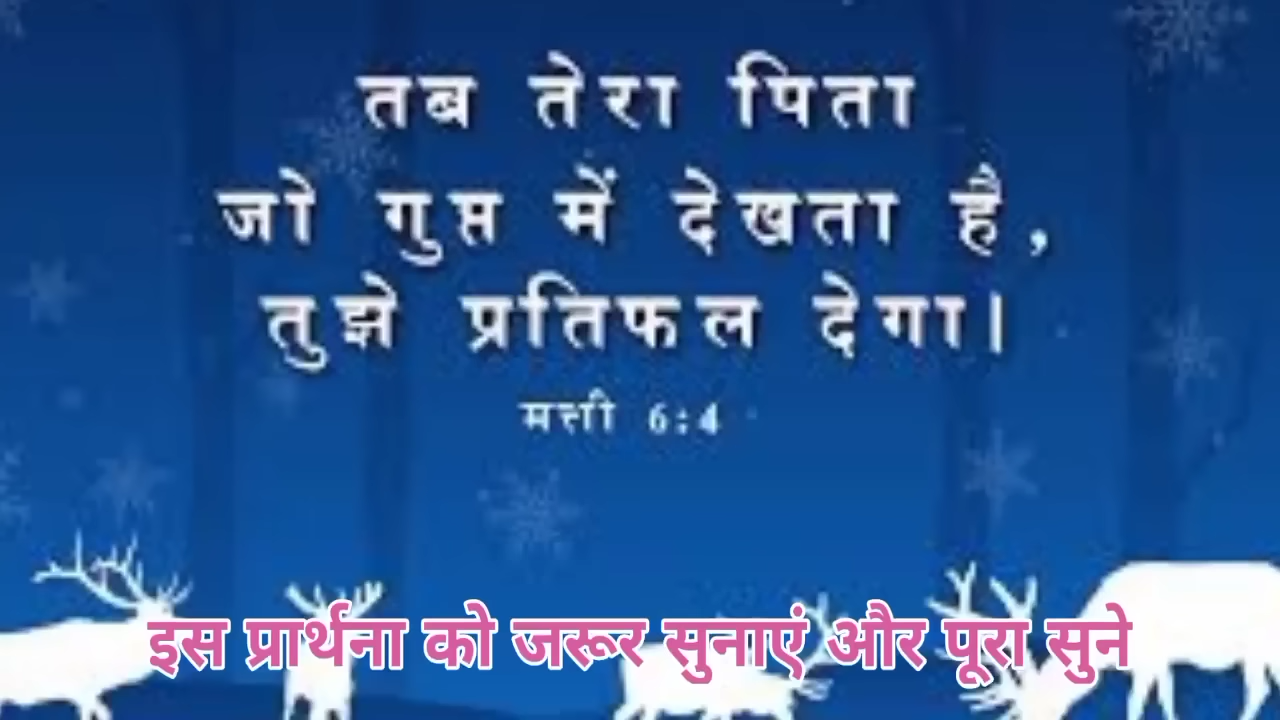 तब तेरा पिता
जो गुप्त में देखता है,
तुझे प्रतिफल देगा।
मत्ती 6:4
इस प्रार्थना को जरूर सुनाएं और पूरा सुने